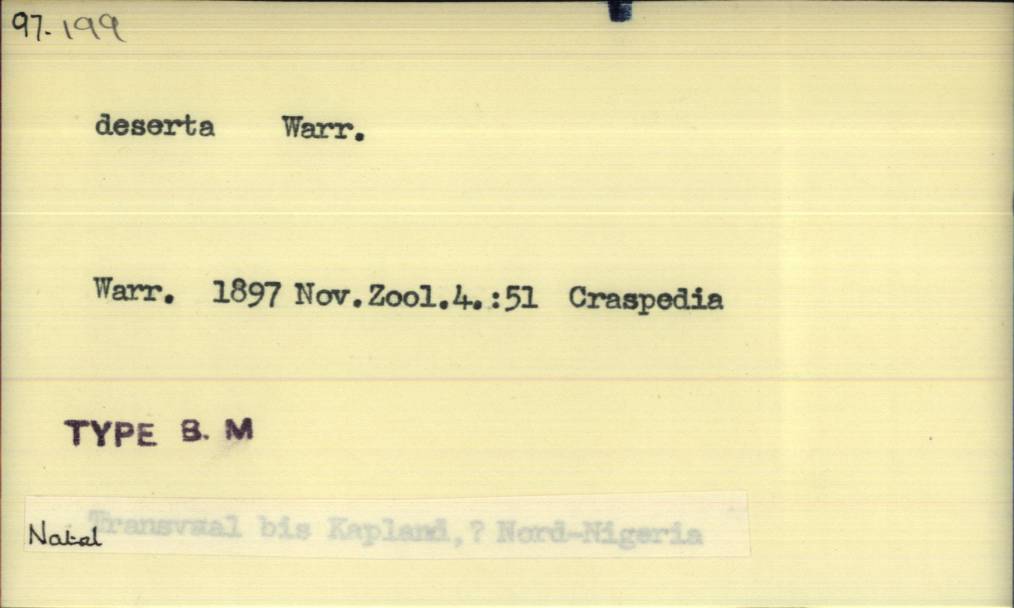 97.199
deserta Warr.
Warr. 1897 Nov.Zool.4.:51 Craspedia
TYPE B. M
Natal Transvaal bis Kapland,? Nord-Nigeria